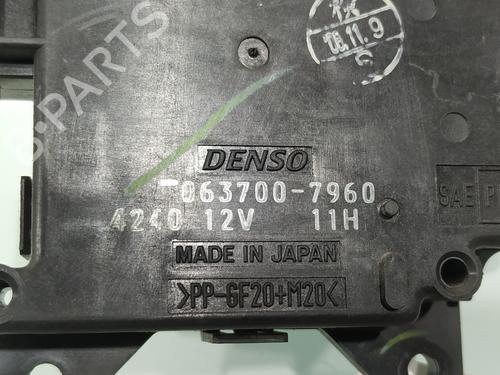 '08.11.9
DENSO
063700-7960
4240 12V 11H
SAE P
MADE IN JAPAN
>PP-GF20+M20<
B-PARTS